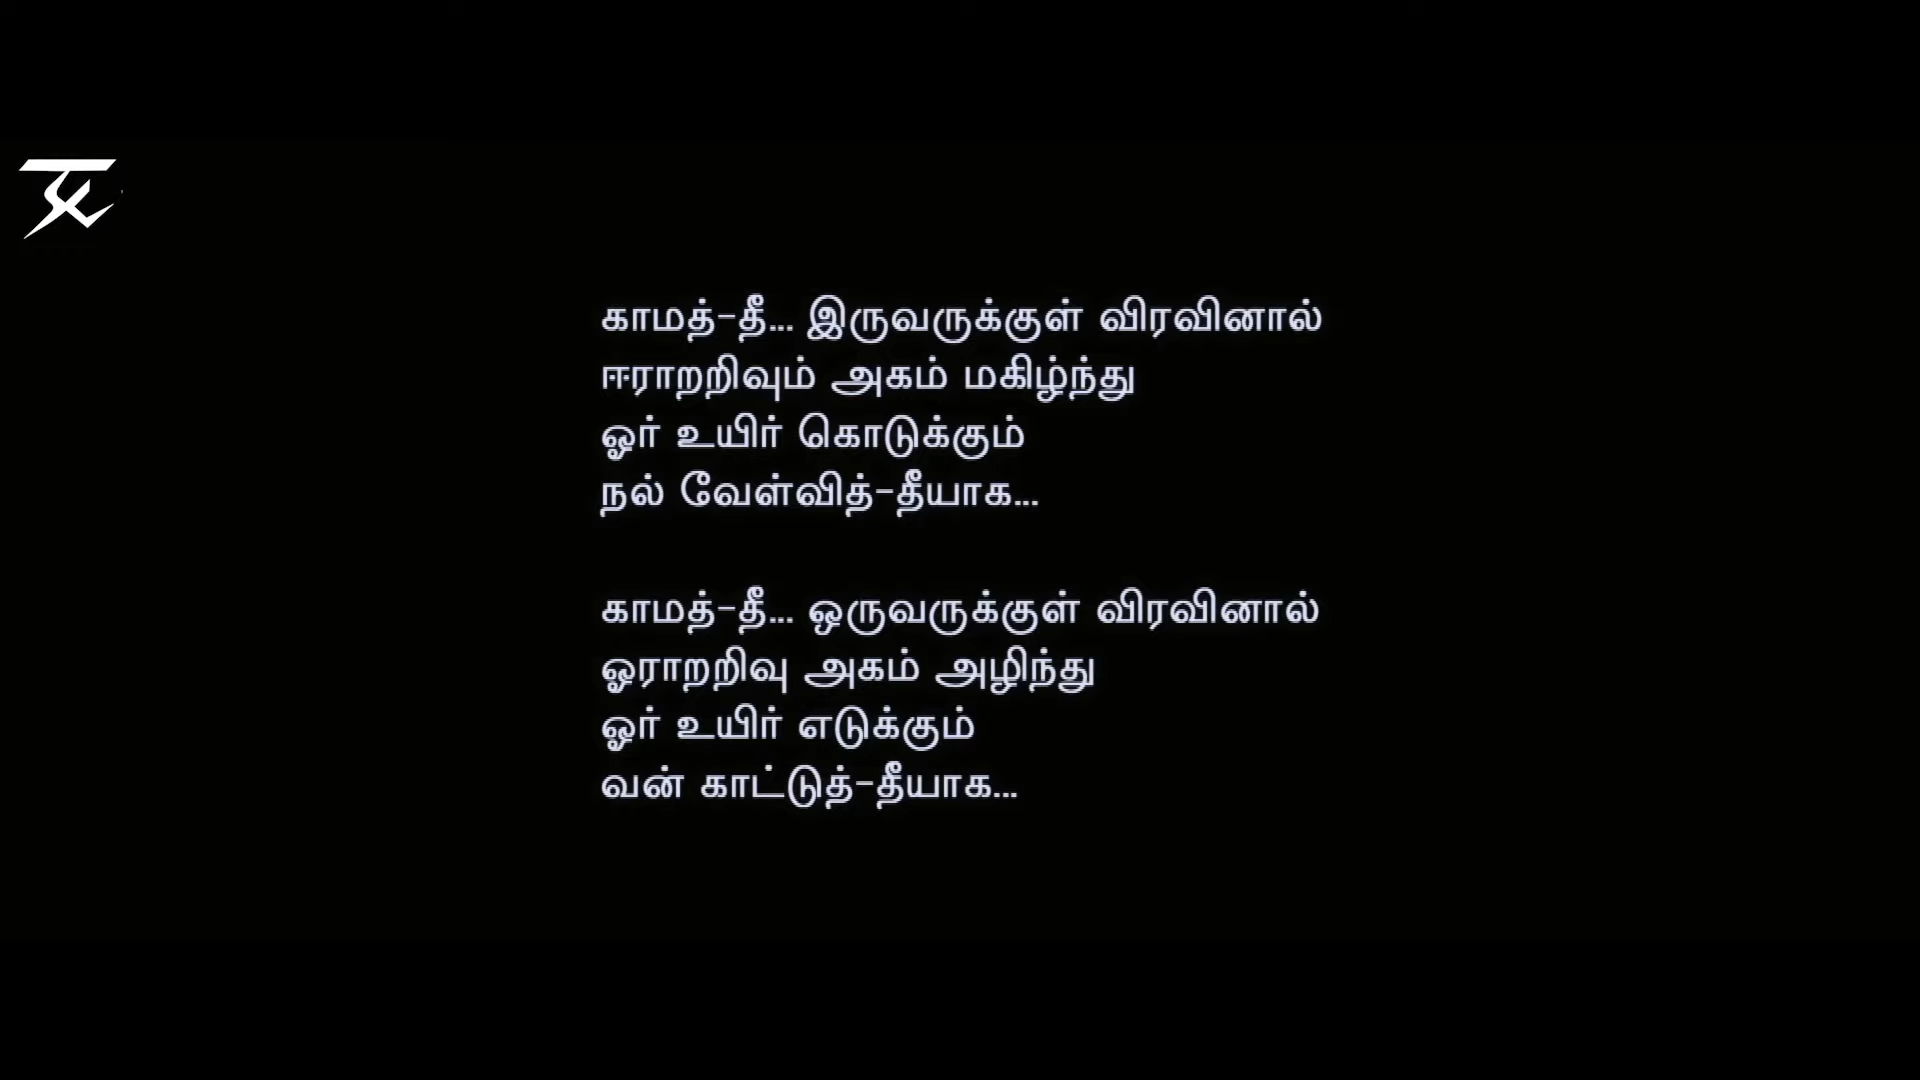 காமத்-தீ... இருவருக்குள் விரவினால்
ஈராறறிவும் அகம் மகிழ்ந்து
ஓர் உயிர் கொடுக்கும்
நல் வேள்வித்-தீயாக...
காமத்-தீ... ஒருவருக்குள் விரவினால்
ஓராறறிவு அகம் அழிந்து
ஓர் உயிர் எடுக்கும்
வன் காட்டுத்-தீயாக...